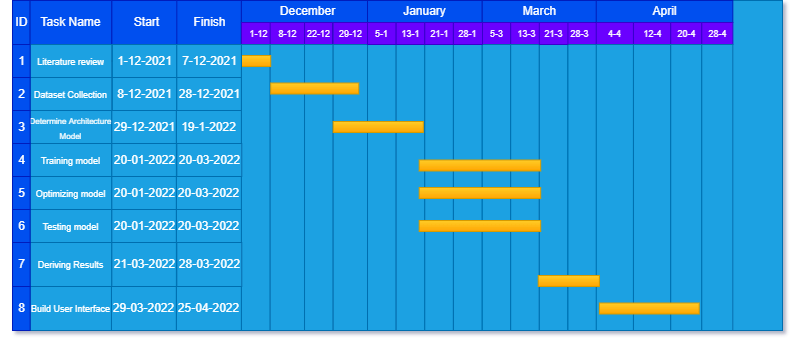 December January March April
ID Task Name Start Finish
1-12 8-12 22-12 29-12 5-1 13-1 21-1 28-1 5-3 13-3 21-3 28-3 4-4 12-4 20-4 28-4
1 Literature review 1-12-2021 7-12-2021
2 Dataset Collection 8-12-2021 28-12-2021
3 Determine Architecture 29-12-2021 19-1-2022
Model
4 Training model 20-01-2022 20-03-2022
5 Optimizing model 20-01-2022 20-03-2022
6 Testing model 20-01-2022 20-03-2022
7 Deriving Results 21-03-2022 28-03-2022
8 Build User Interface 29-03-2022 25-04-2022